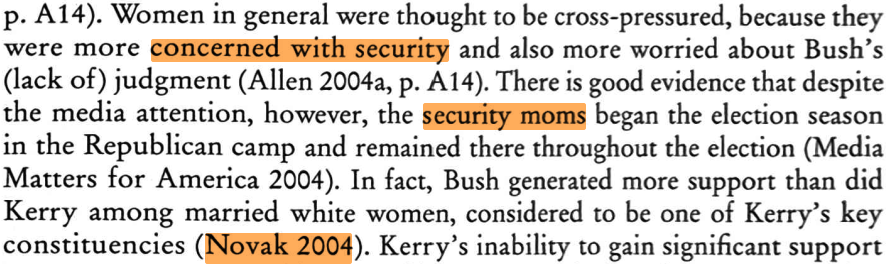 p. A14). Women in general were thought to be cross-pressured, because they
were more concerned with security and also more worried about Bush's
(lack of) judgment (Allen 2004a, p. A14). There is good evidence that despite
the media attention, however, the security moms began the election season
in the Republican camp and remained there throughout the election (Media
Matters for America 2004). In fact, Bush generated more support than did
Kerry among married white women, considered to be one of Kerry's key
constituencies (Novak 2004). Kerry's inability to gain significant support